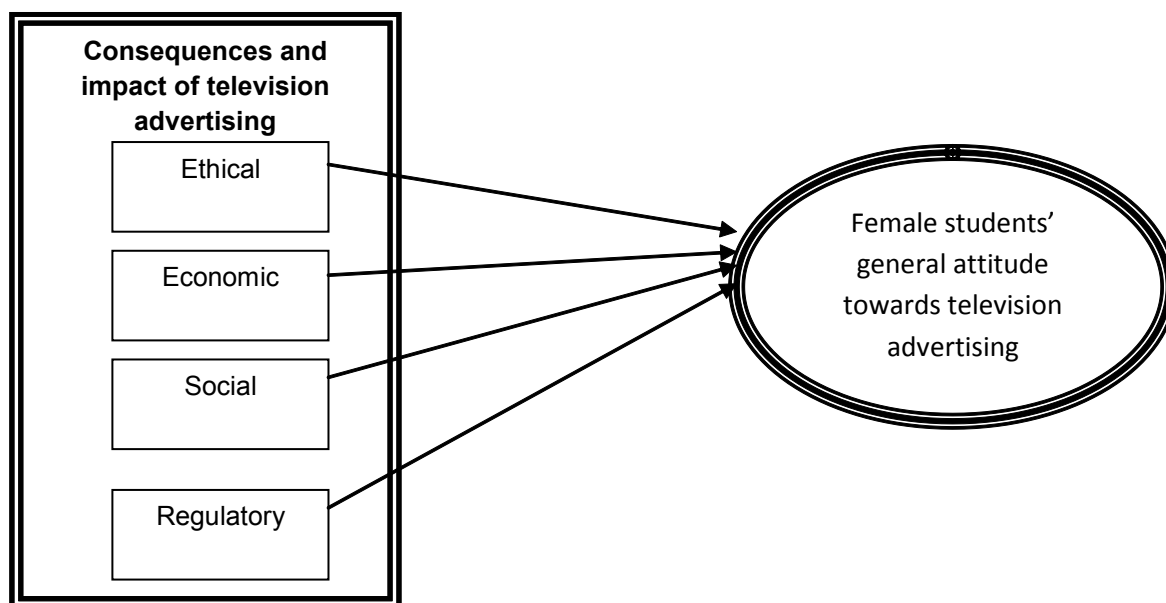 Consequences and
impact of television
advertising
Ethical
Economic
Social
Regulatory
Female students’
general attitude
towards television
advertising